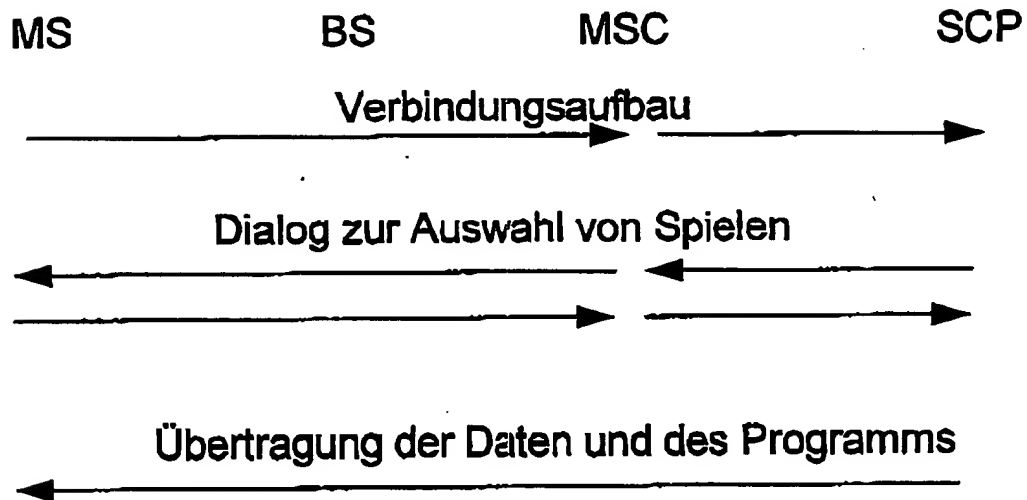 MS BS MSC SCP
Verbindungsaufbau
Dialog zur Auswahl von Spielen
Übertragung der Daten und des Programms